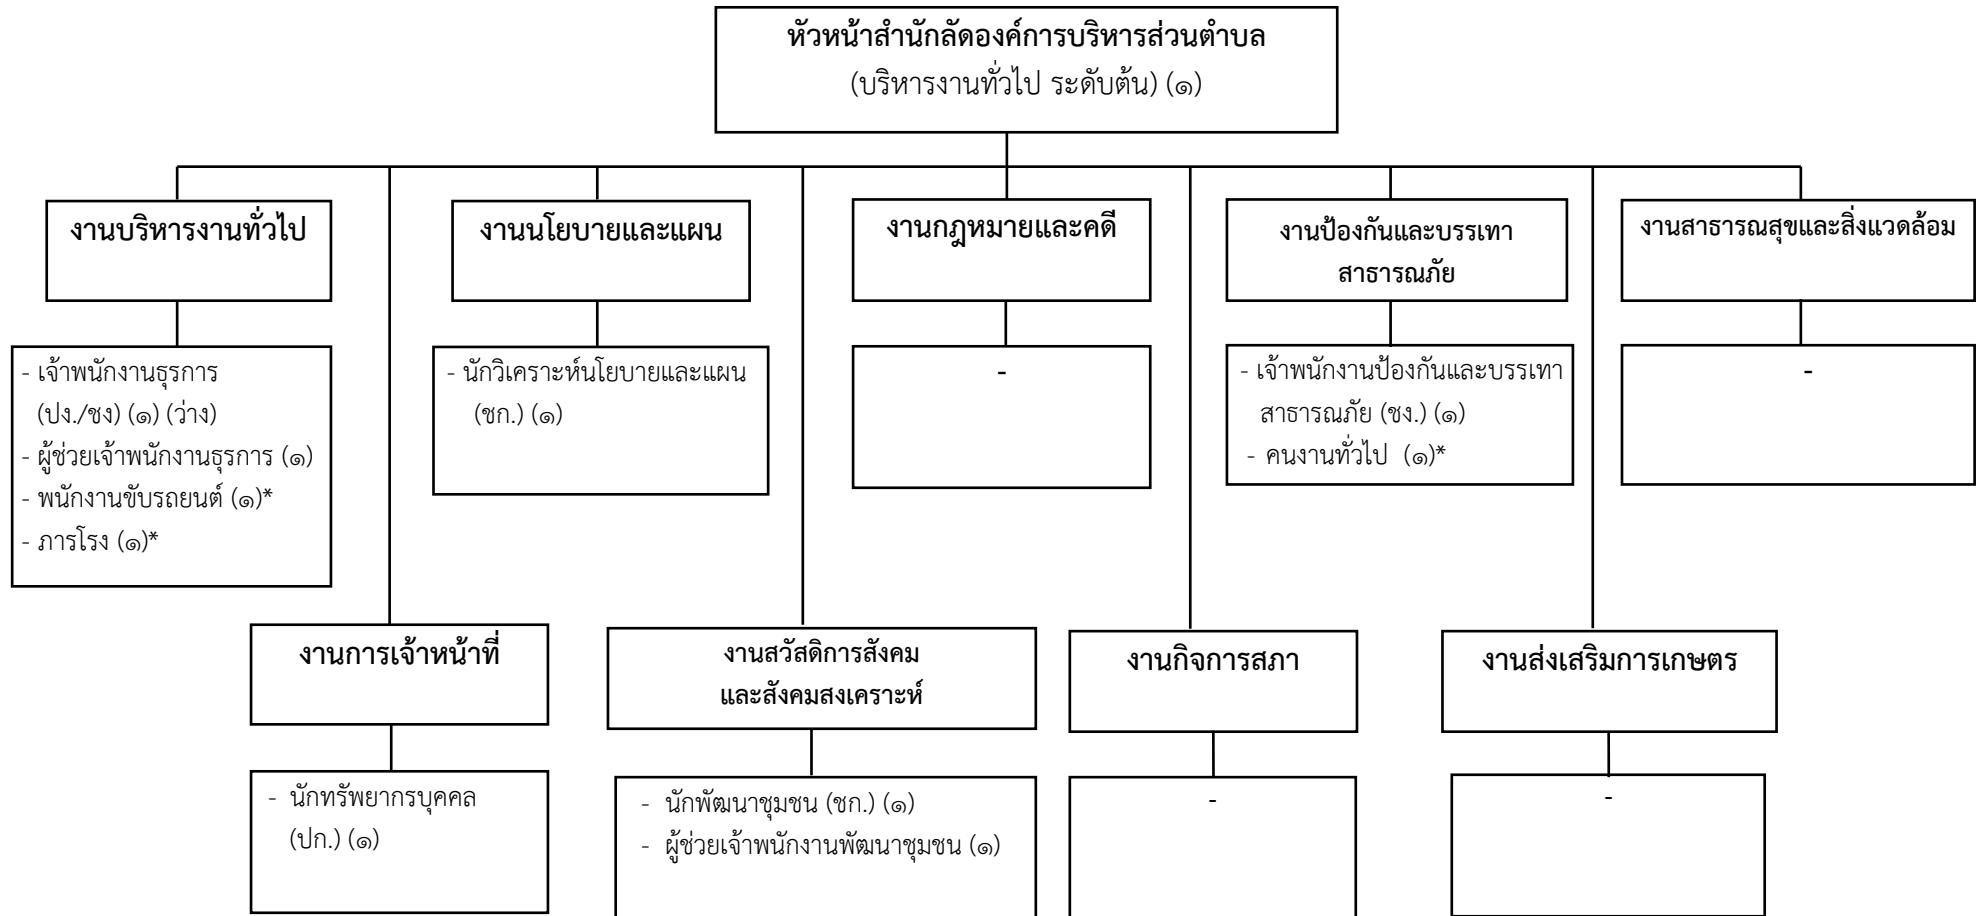 หัวหน้าสำนักลัดองค์การบริหารส่วนตำบล
(บริหารงานทั่วไป ระดับต้น) (๑)
งานบริหารงานทั่วไป
งานนโยบายและแผน
งานกฎหมายและคดี
งานป้องกันและบรรเทา
สาธารณภัย
งานสาธารณสุขและสิ่งแวดล้อม
- เจ้าพนักงานธุรการ
(ปง./ชง) (๑) (ว่าง)
- ผู้ช่วยเจ้าพนักงานธุรการ (๑)
- พนักงานขับรถยนต์ (๑)*
- ภารโรง (๑)*
- นักวิเคราะห์นโยบายและแผน
(ชก.) (๑)
-
- เจ้าพนักงานป้องกันและบรรเทา
สาธารณภัย (ชง.) (๑)
- คนงานทั่วไป (๑)*
-
งานการเจ้าหน้าที่
งานสวัสดิการสังคม
และสังคมสงเคราะห์
งานกิจการสภา
งานส่งเสริมการเกษตร
- นักทรัพยากรบุคคล
(ปก.) (๑)
- นักพัฒนาชุมชน (ชก.) (๑)
- ผู้ช่วยเจ้าพนักงานพัฒนาชุมชน (๑)
-
-